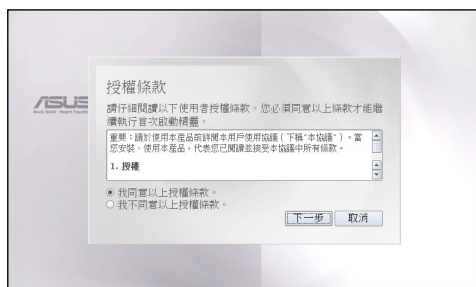 ASUS
Rock Solid · Heart Touching
授權條款
請仔細閱讀以下使用者授權條款。您必須同意以上條款才能繼
續執行首次啟動精靈。
重要：請於使用本產品前詳閱本用戶使用協議（下稱"本協議"）。當
您安裝、使用本產品，代表您已閱讀並接受本協議中所有條款。
1. 授權
我同意以上授權條款。
我不同意以上授權條款。
下一步
取消